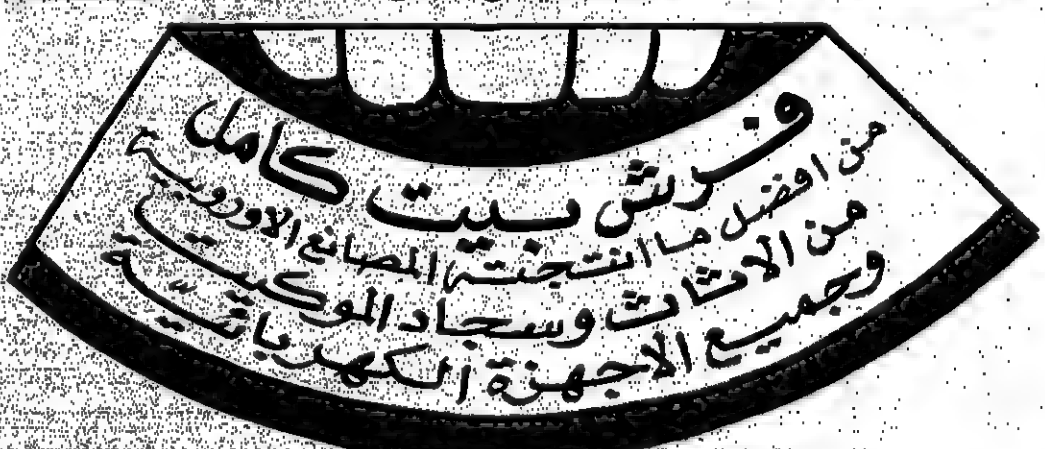 فرش بيت كامل
من افضل ما انتجته المصانع الاوروبية
من الاثاث وسجاد الموكيت
وجميع الاجهزة الكهربائية